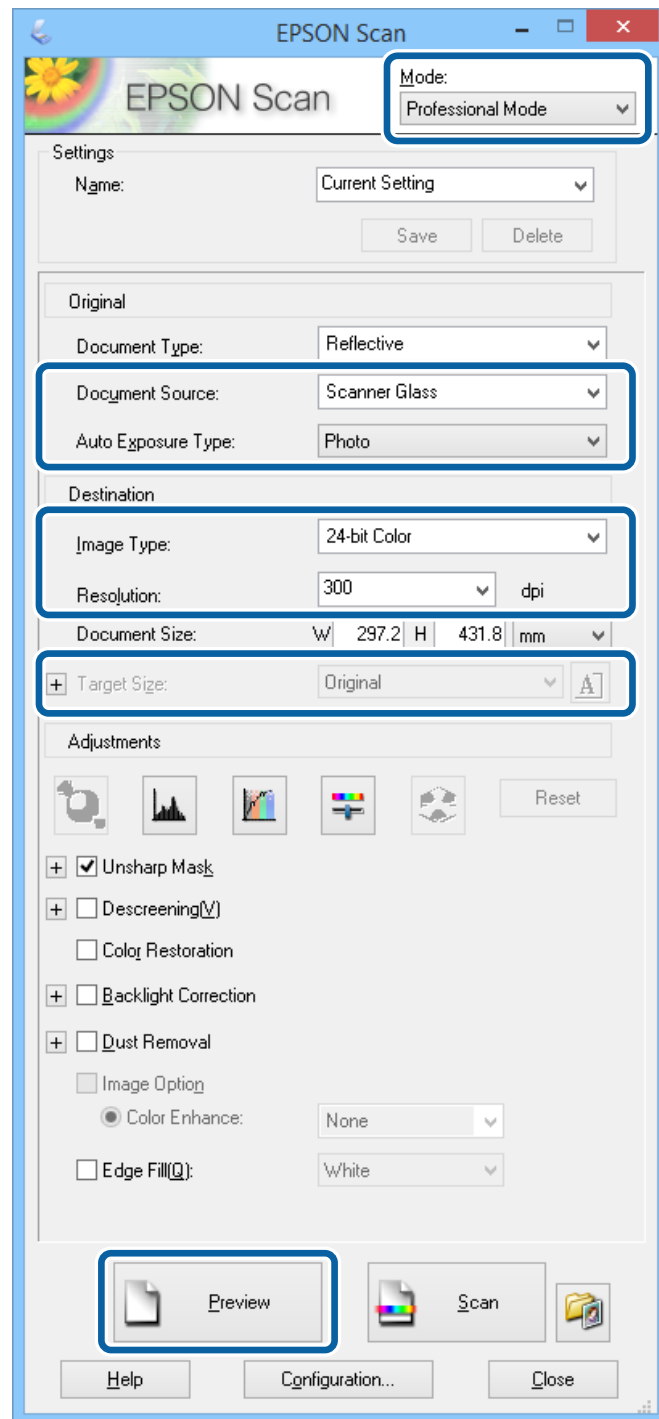 EPSON Scan
EPSON Scan
Mode:
Professional Mode
Settings
Name: Current Setting
Save Delete
Original
Document Type: Reflective
Document Source: Scanner Glass
Auto Exposure Type: Photo
Destination
Image Type: 24-bit Color
Resolution: 300 dpi
Document Size: W 297.2 H 431.8 mm
+ Target Size: Original A
Adjustments
Reset
+ Unsharp Mask
+ Descreening(V)
Color Restoration
+ Backlight Correction
+ Dust Removal
Image Option
Color Enhance: None
Edge Fill(Q): White
Preview Scan
Help Configuration... Close